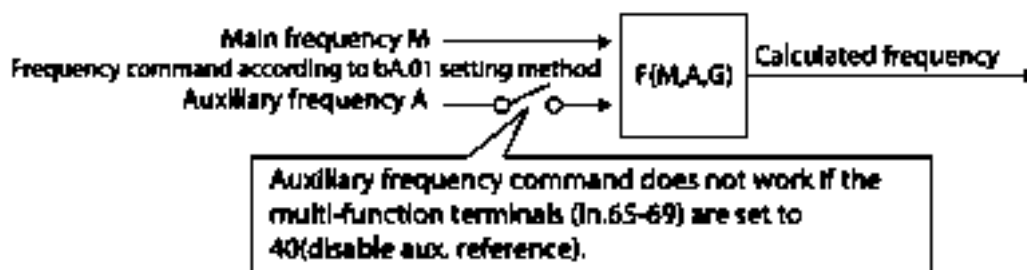 Main frequency M
Frequency command according to bA.01 setting method
Auxiliary frequency A
F(M,A,G)
Calculated frequency
Auxiliary frequency command does not work if the
multi-function terminals (In.65-69) are set to
40(disable aux. reference).